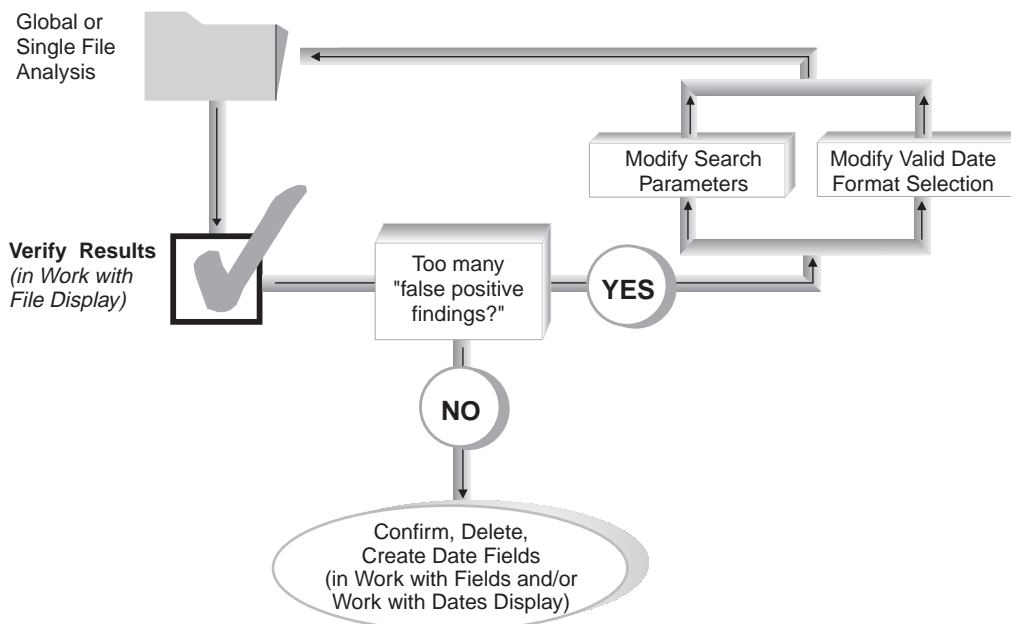 Global or
Single File
Analysis
Modify Search
Parameters
Modify Valid Date
Format Selection
Verify Results
(in Work with
File Display)
Too many
"false positive
findings?"
YES
NO
Confirm, Delete,
Create Date Fields
(in Work with Fields and/or
Work with Dates Display)